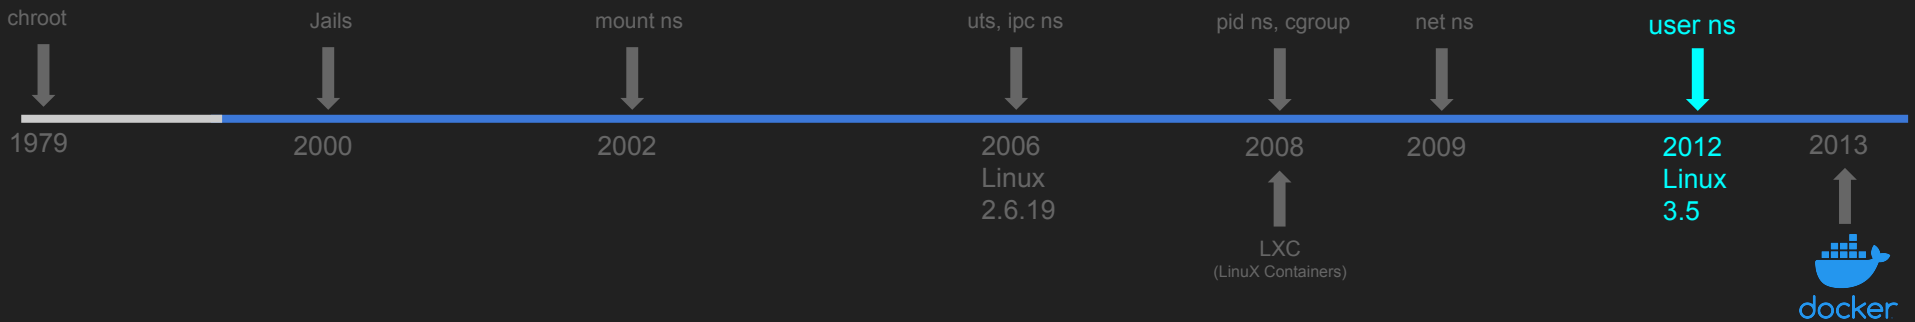 chroot
Jails
mount ns
uts, ipc ns
pid ns, cgroup
net ns
user ns
1979
2000
2002
2006
Linux
2.6.19
2008
2009
2012
Linux
3.5
2013
LXC
(LinuX Containers)
docker